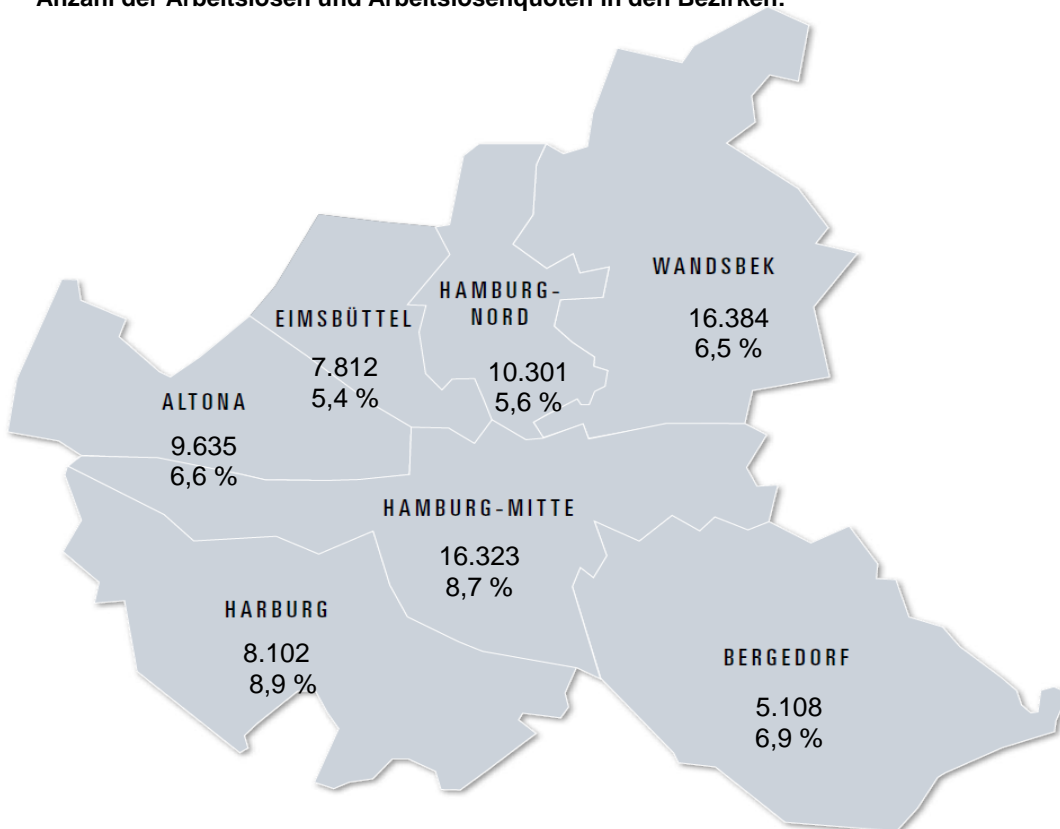 Anzahl der Arbeitslosen und Arbeitslosenquoten in den Bezirken:
WANDSBEK
16.384
6,5 %
HAMBURG-
NORD
10.301
5,6 %
EIMSBÜTTEL
7.812
5,4 %
ALTONA
9.635
6,6 %
HAMBURG-MITTE
16.323
8,7 %
HARBURG
8.102
8,9 %
BERGEDORF
5.108
6,9 %